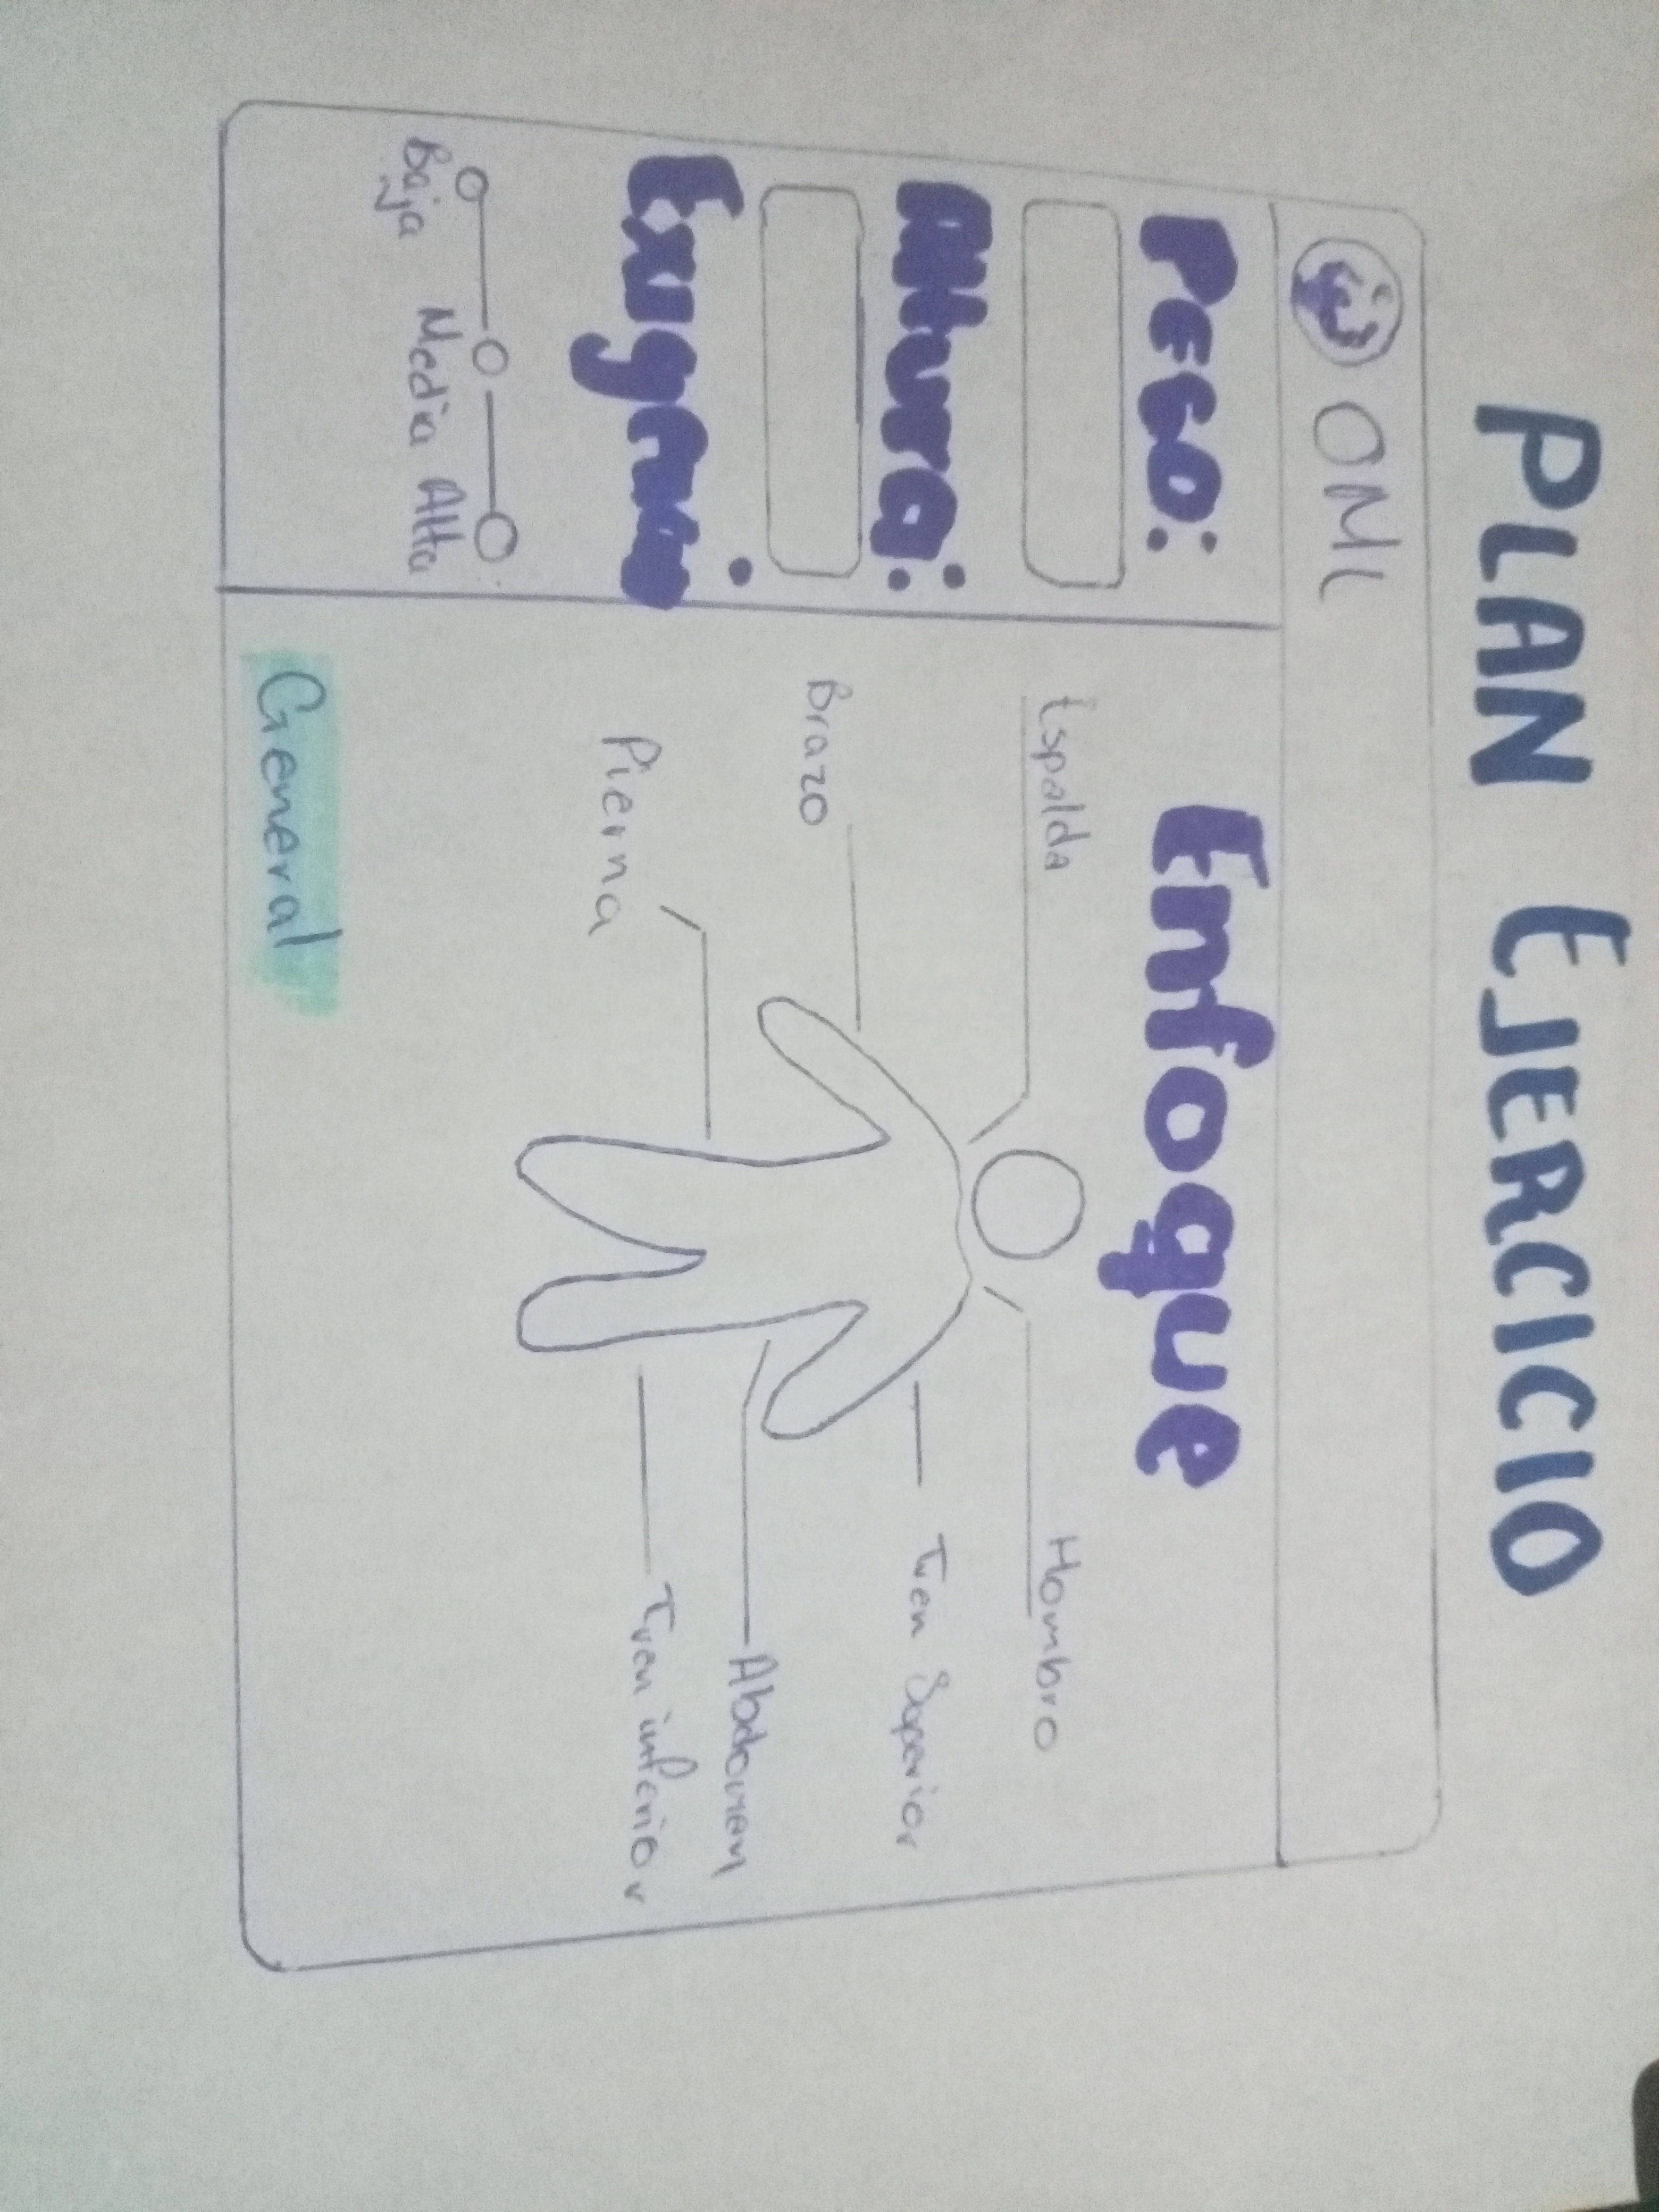 PLAN EJERCICIO
OML
Peso:
Altura:
Enfoque
Espalda
Hombro
Tren Superior
Brazo
Abdomen
Tren inferior
Pierna
Baja Media Alta
General